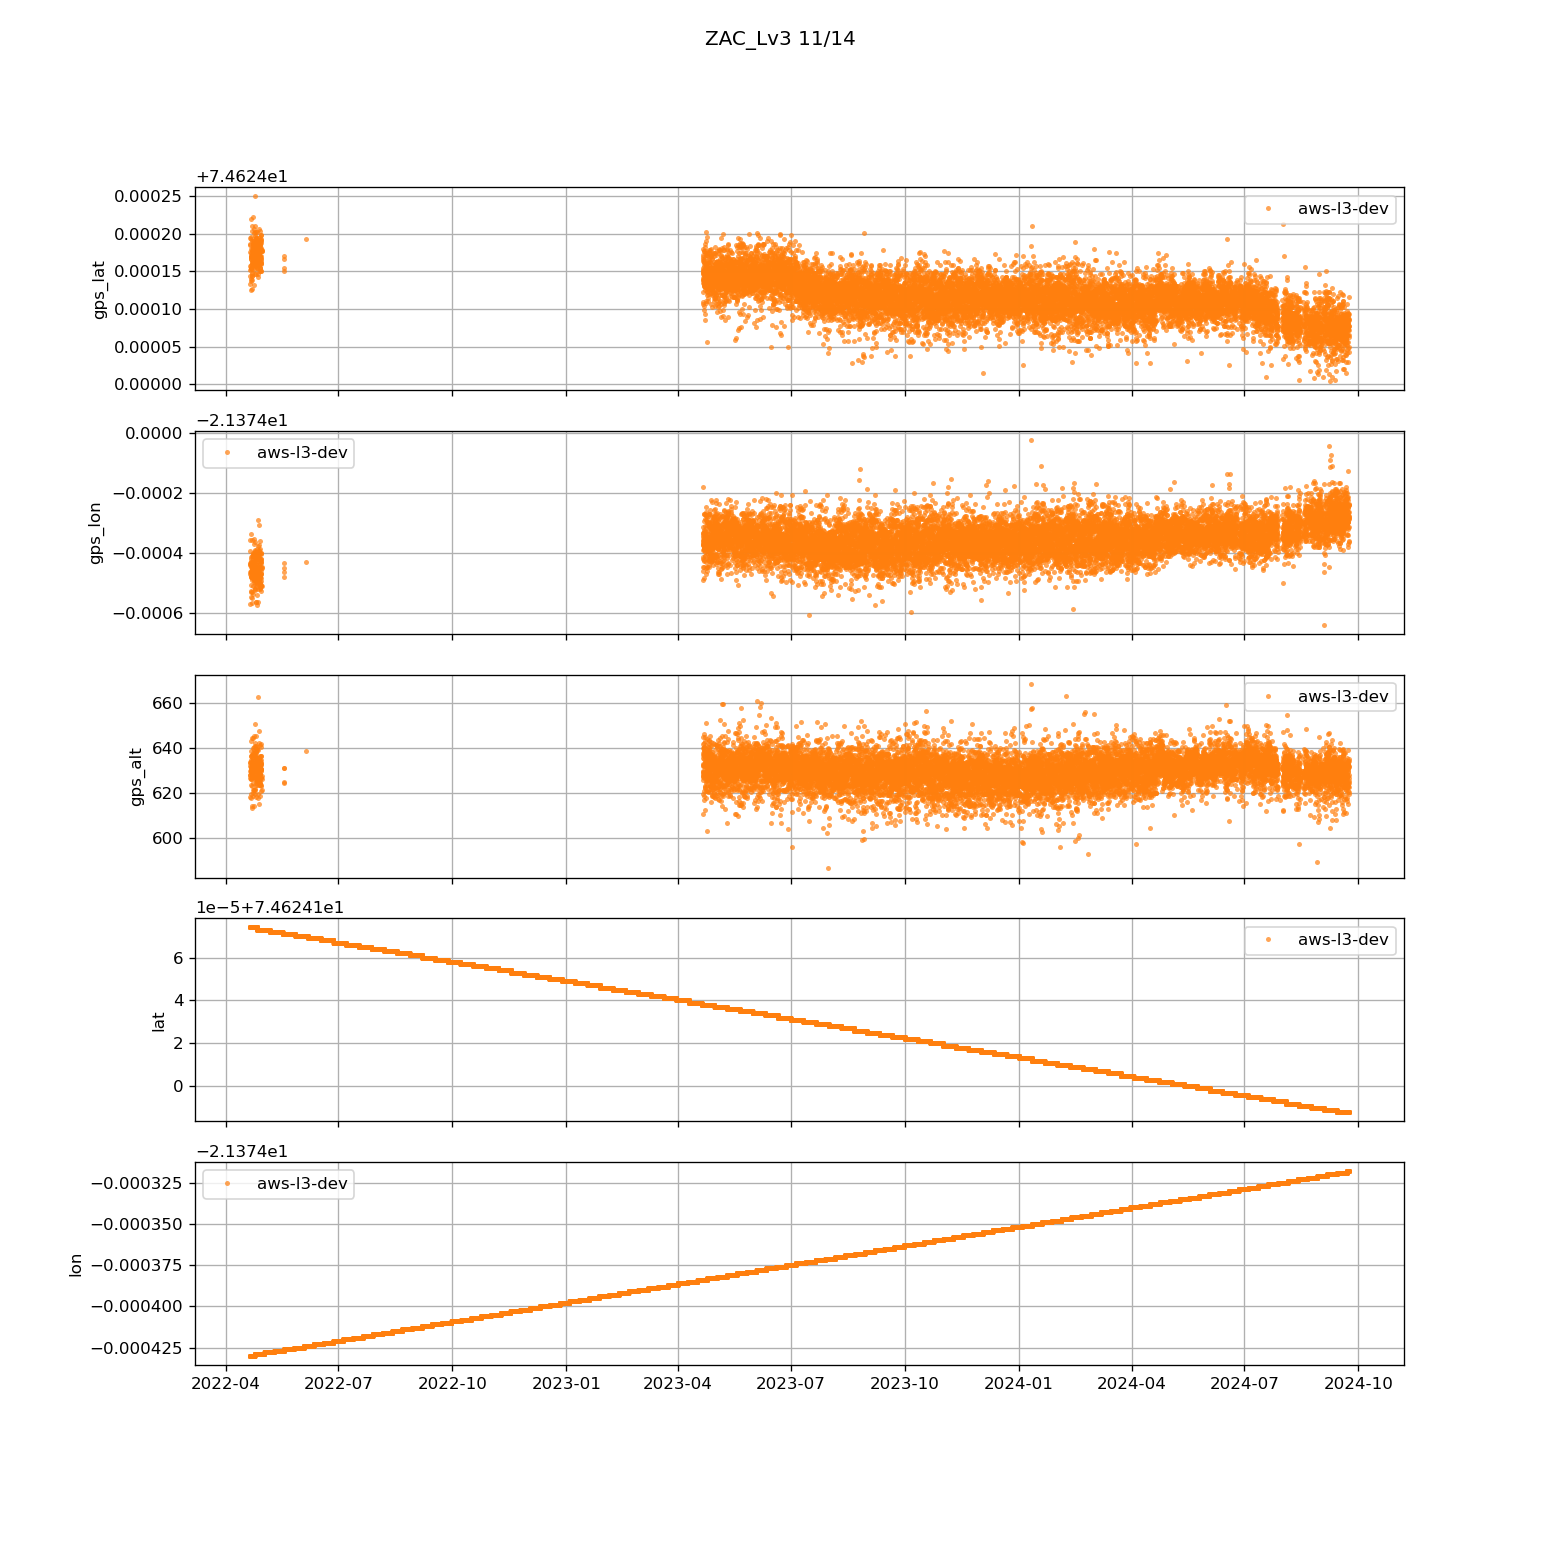 ZAC_Lv3 11/14
+7.4624e1
0.00025
0.00020
0.00015
0.00010
0.00005
0.00000
gps_lat
aws-l3-dev
−2.1374e1
0.0000
−0.0002
−0.0004
−0.0006
gps_lon
aws-l3-dev
660
640
620
600
gps_alt
aws-l3-dev
1e−5+7.46241e1
6
4
2
0
lat
aws-l3-dev
−2.1374e1
−0.000325
−0.000350
−0.000375
−0.000400
−0.000425
lon
aws-l3-dev
2022-04 2022-07 2022-10 2023-01 2023-04 2023-07 2023-10 2024-01 2024-04 2024-07 2024-10